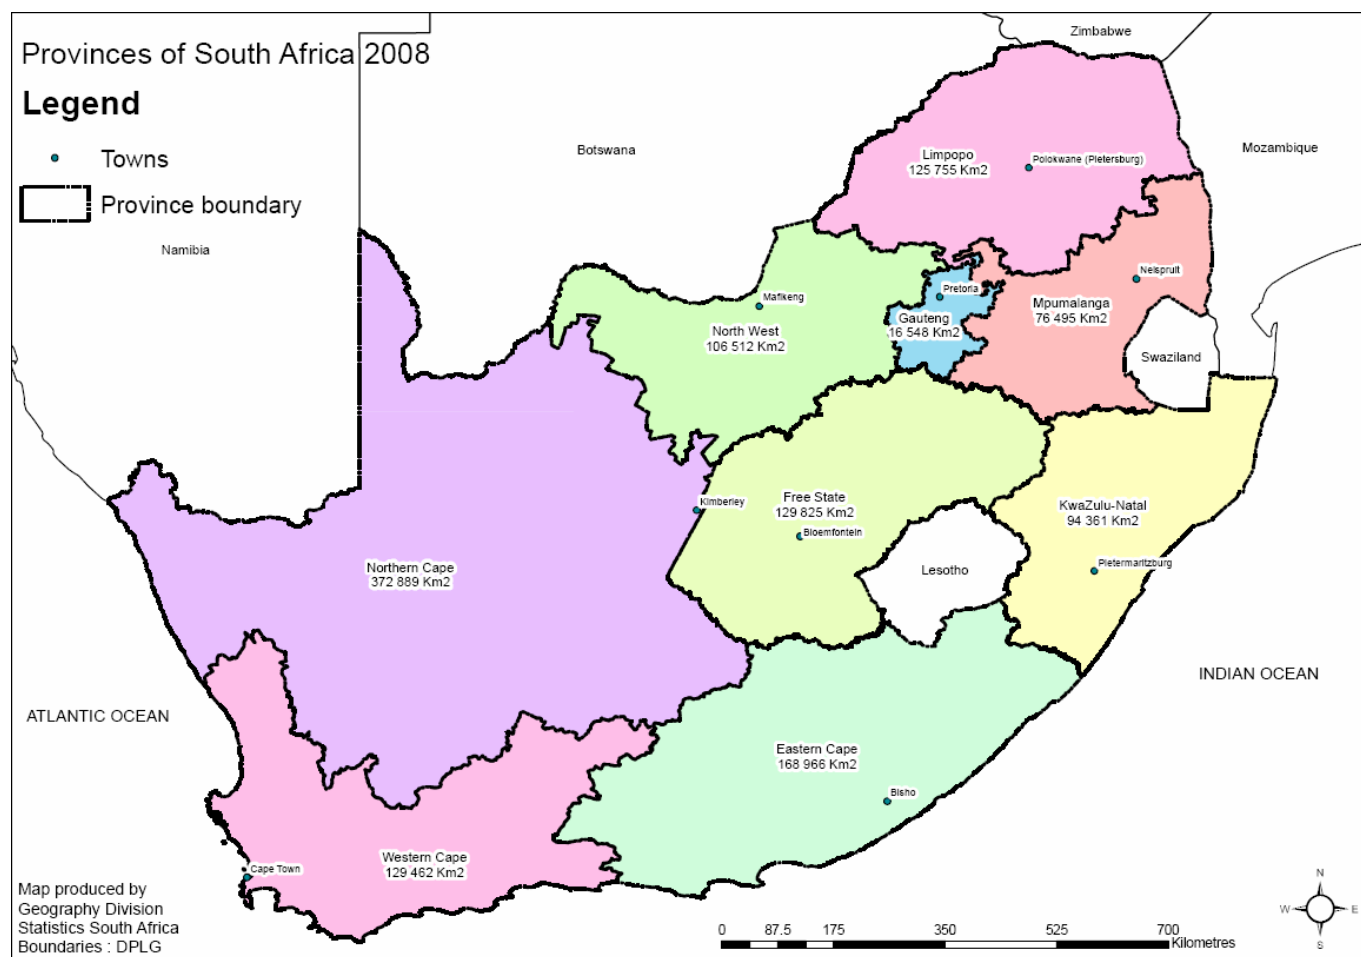 Provinces of South Africa 2008
Legend
Towns
Province boundary
Zimbabwe
Botswana
Mozambique
Namibia
Limpopo
125 755 Km2
Polokwane (Pietersburg)
Nelspruit
Mafikeng
Pretoria
Mpumalanga
76 495 Km2
Gauteng
16 548 Km2
North West
106 512 Km2
Swaziland
Kimberley
Free State
129 825 Km2
Bloemfontein
KwaZulu-Natal
94 361 Km2
Pietermaritzburg
Northern Cape
372 889 Km2
Lesotho
INDIAN OCEAN
ATLANTIC OCEAN
Eastern Cape
168 966 Km2
Bisho
Western Cape
129 462 Km2
Cape Town
Map produced by
Geography Division
Statistics South Africa
Boundaries : DPLG
0 87.5 175 350 525 700
Kilometres
N
W E
S